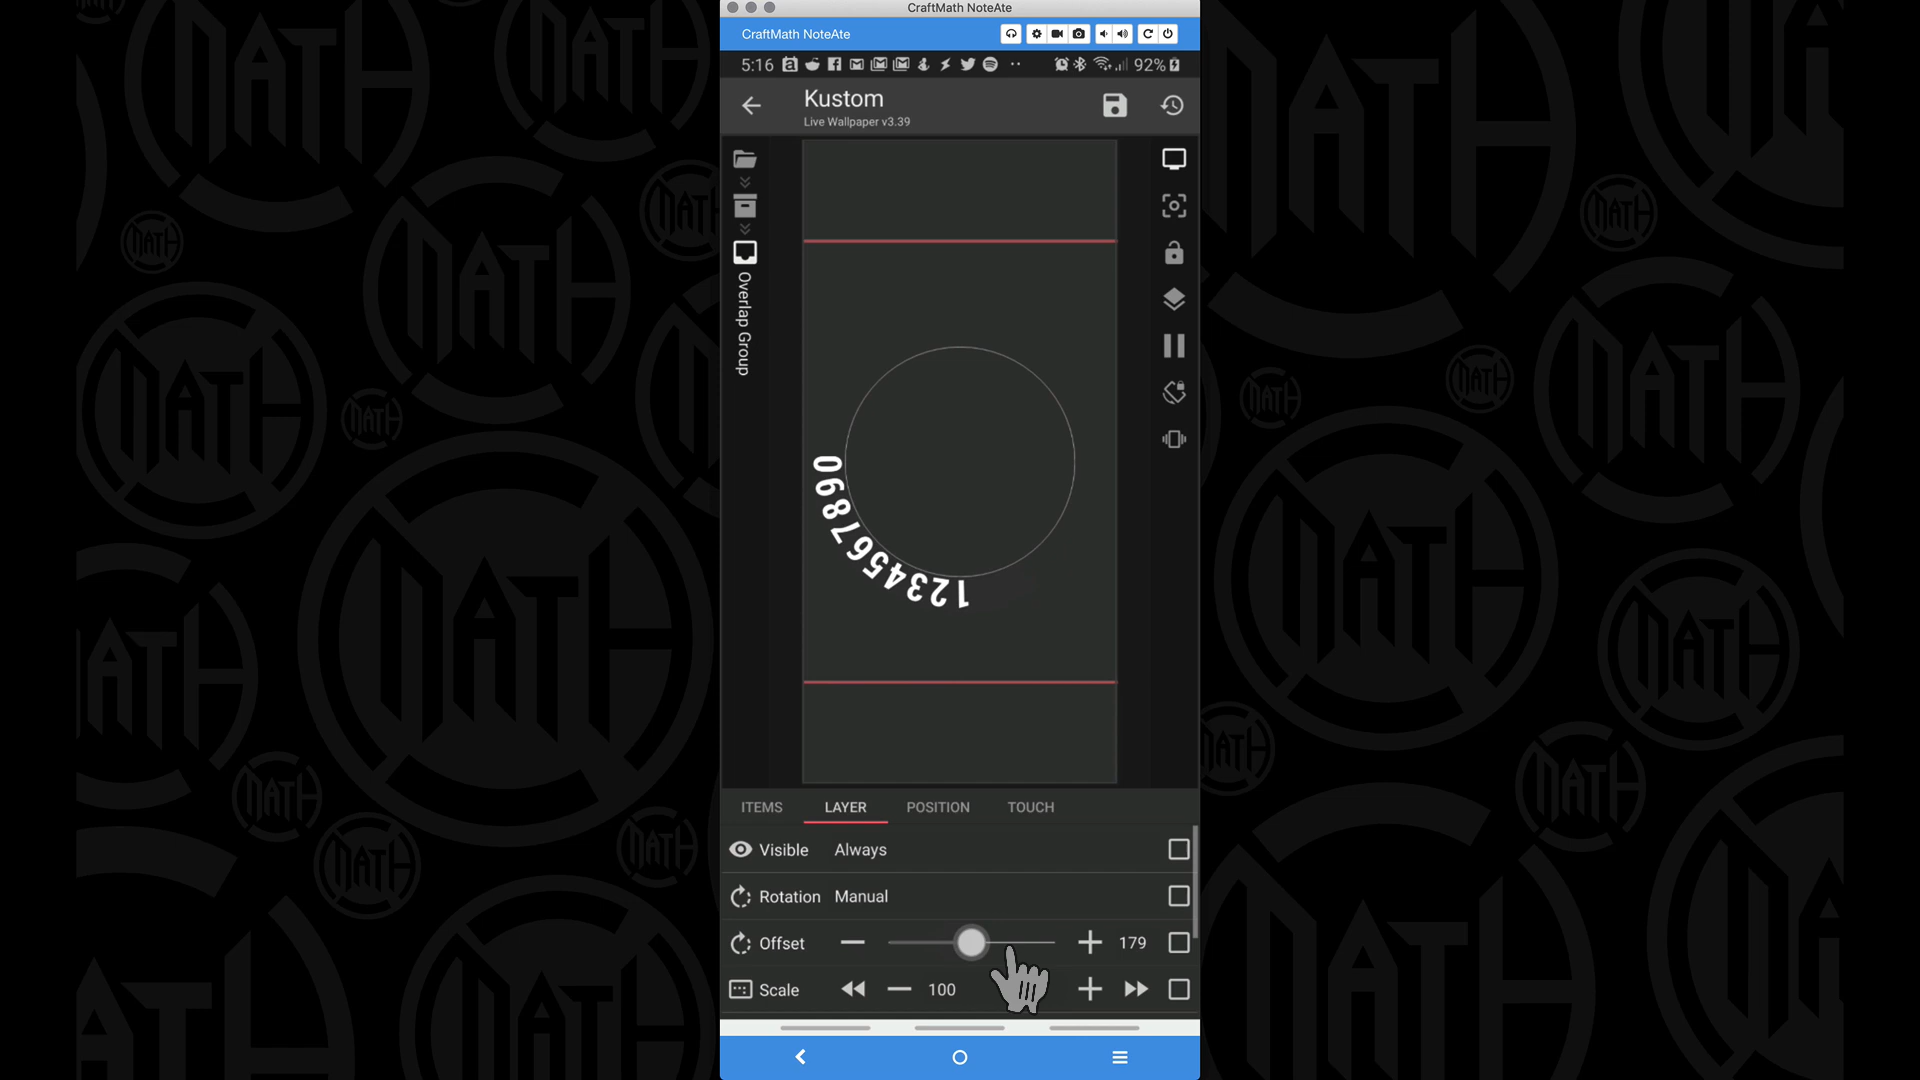 CraftMath NoteAte
CraftMath NoteAte
5:16
92%
Kustom
Live Wallpaper v3.39
Overlap Group
1234567890
ITEMS LAYER POSITION TOUCH
Visible Always
Rotation Manual
Offset 179
Scale 100
MATH